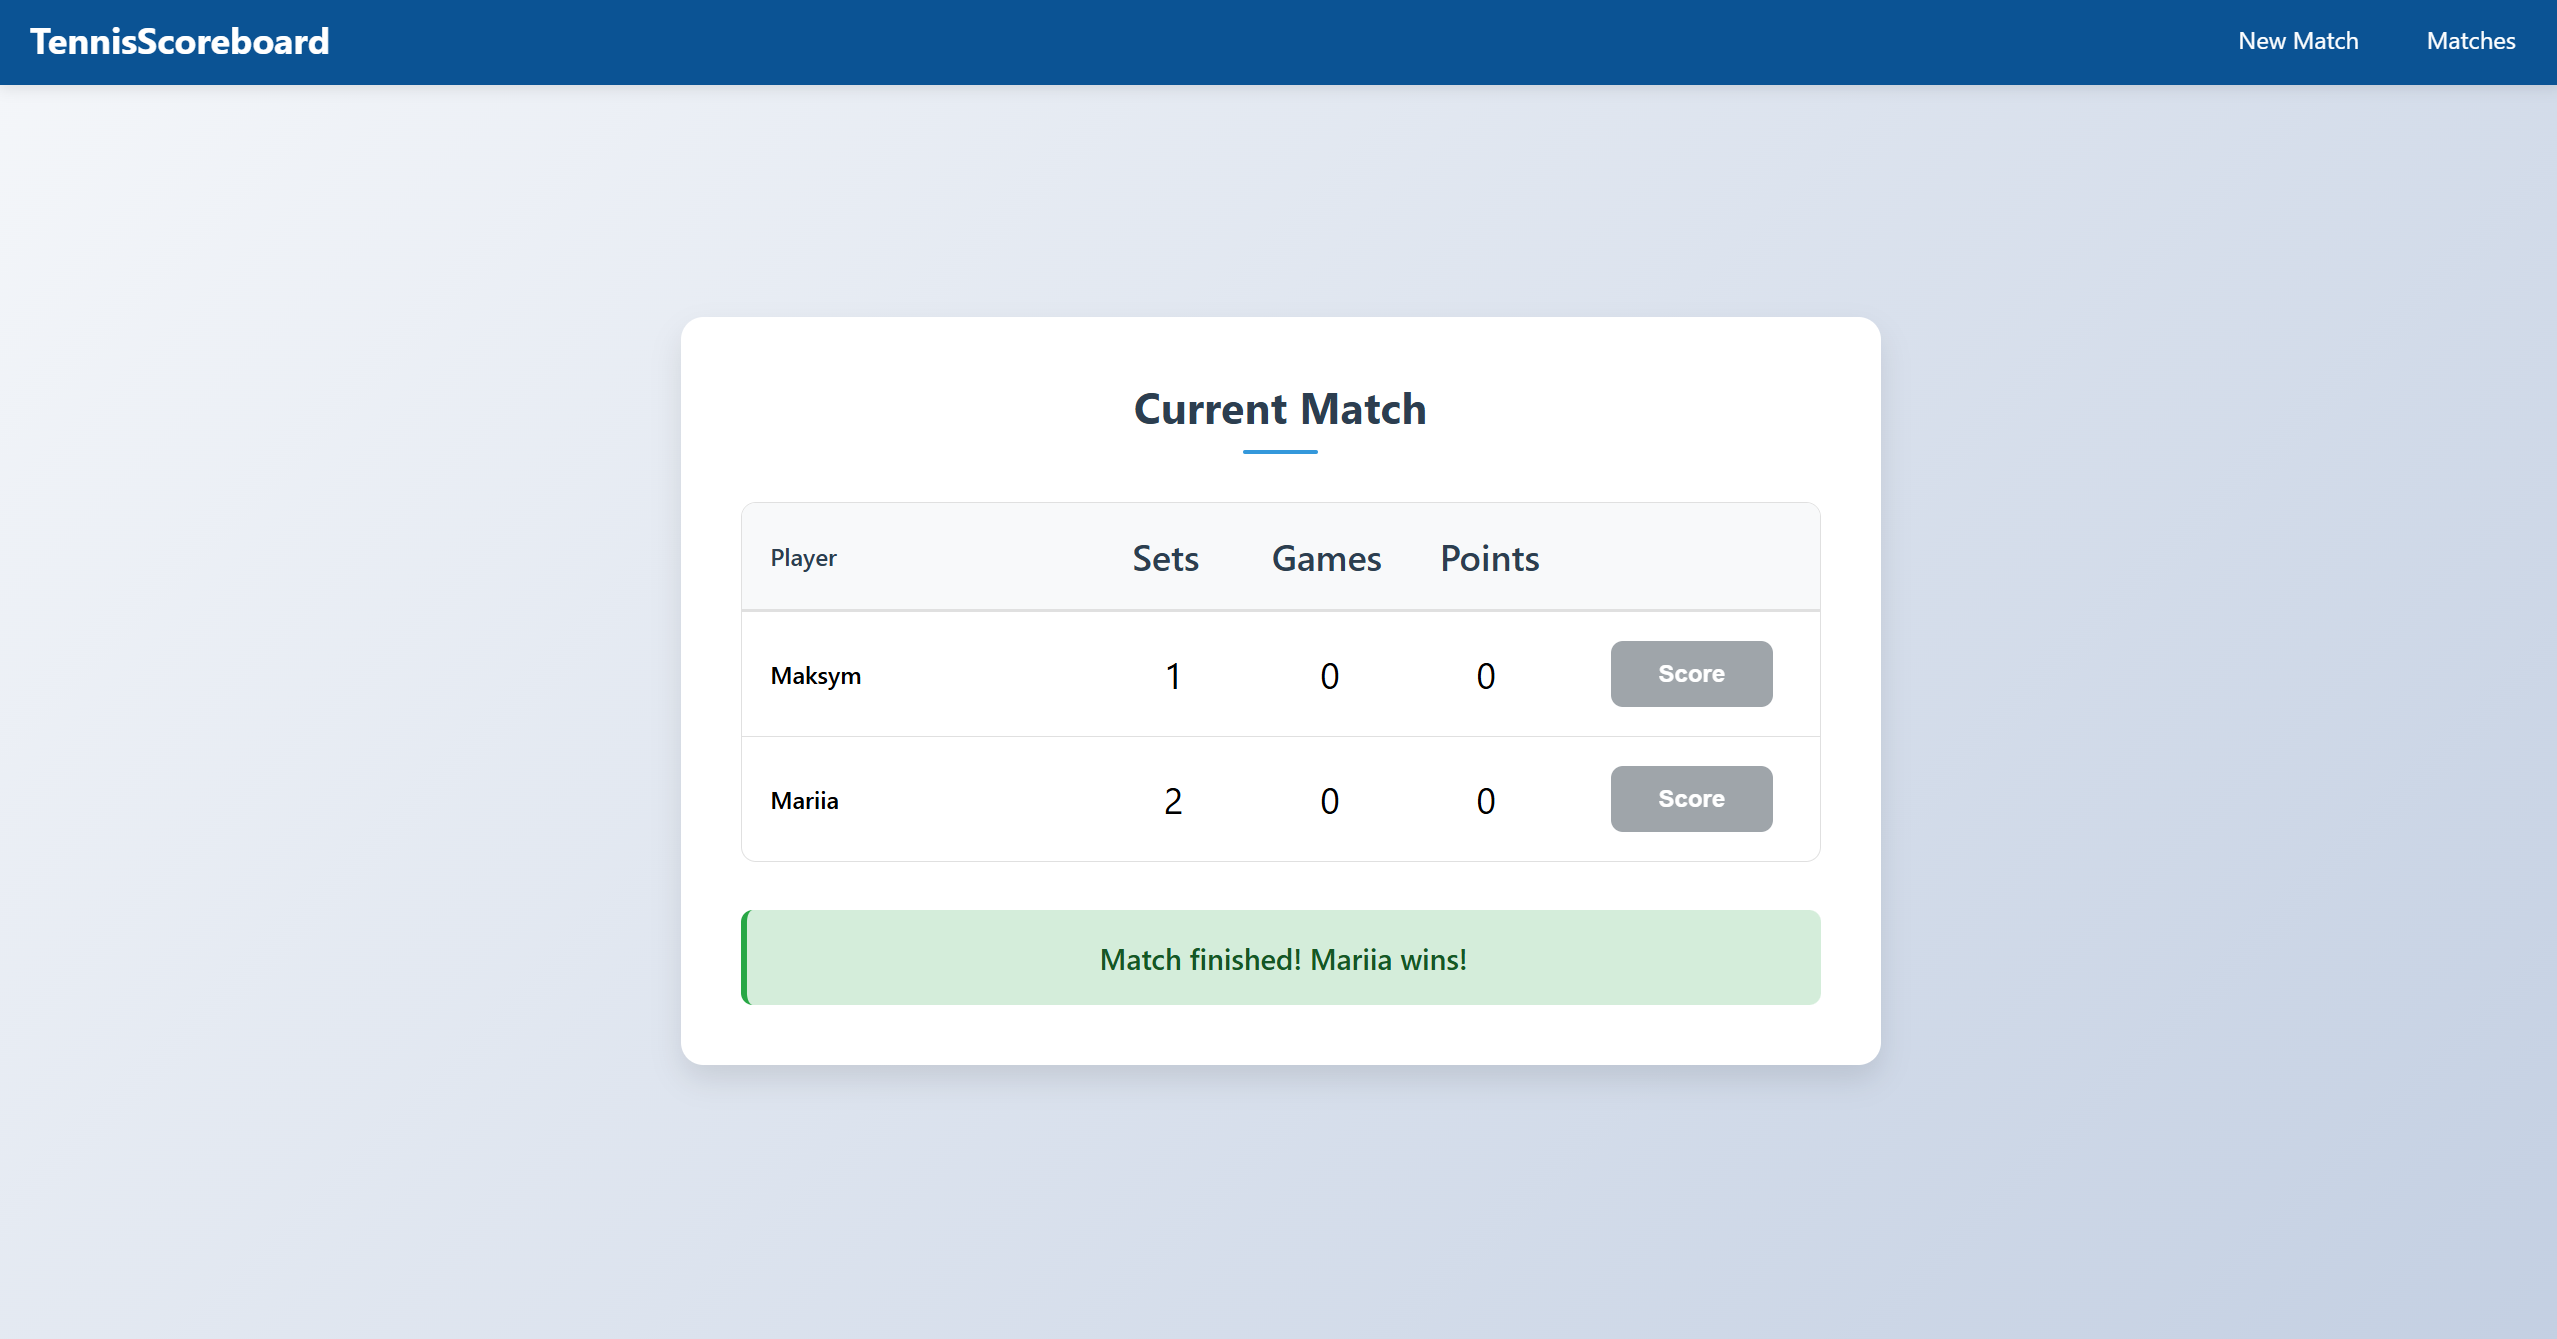 TennisScoreboard New Match Matches
Current Match
Player Sets Games Points
Maksym 1 0 0 Score
Mariia 2 0 0 Score
Match finished! Mariia wins!